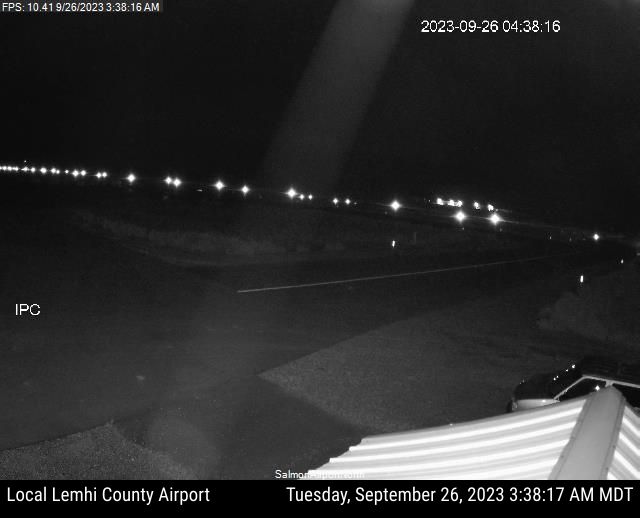 FPS: 10.41 9/26/2023 3:38:16 AM
2023-09-26 04:38:16
IPC
Local Lemhi County Airport
Tuesday, September 26, 2023 3:38:17 AM MDT